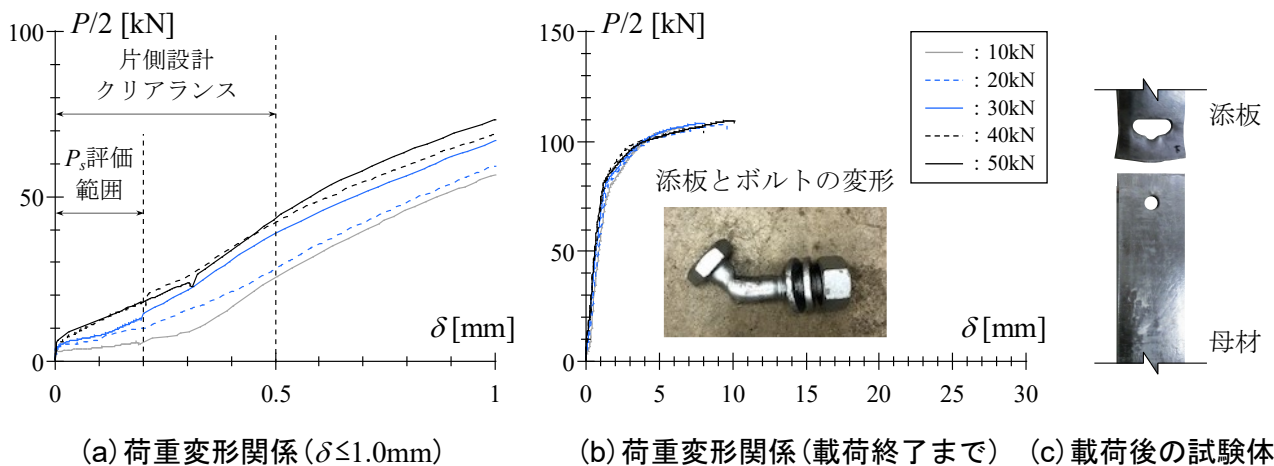 P/2 [kN]
100
50
0
片側設計
クリアランス
Ps評価
範囲
δ [mm]
0
0.5
1
(a)荷重変形関係(δ≤1.0mm)
P/2 [kN]
150
100
50
0
添板とボルトの変形
δ [mm]
0
5
10
15
20
25
30
:10kN
:20kN
:30kN
:40kN
:50kN
(b)荷重変形関係(載荷終了まで)
添板
母材
(c)載荷後の試験体